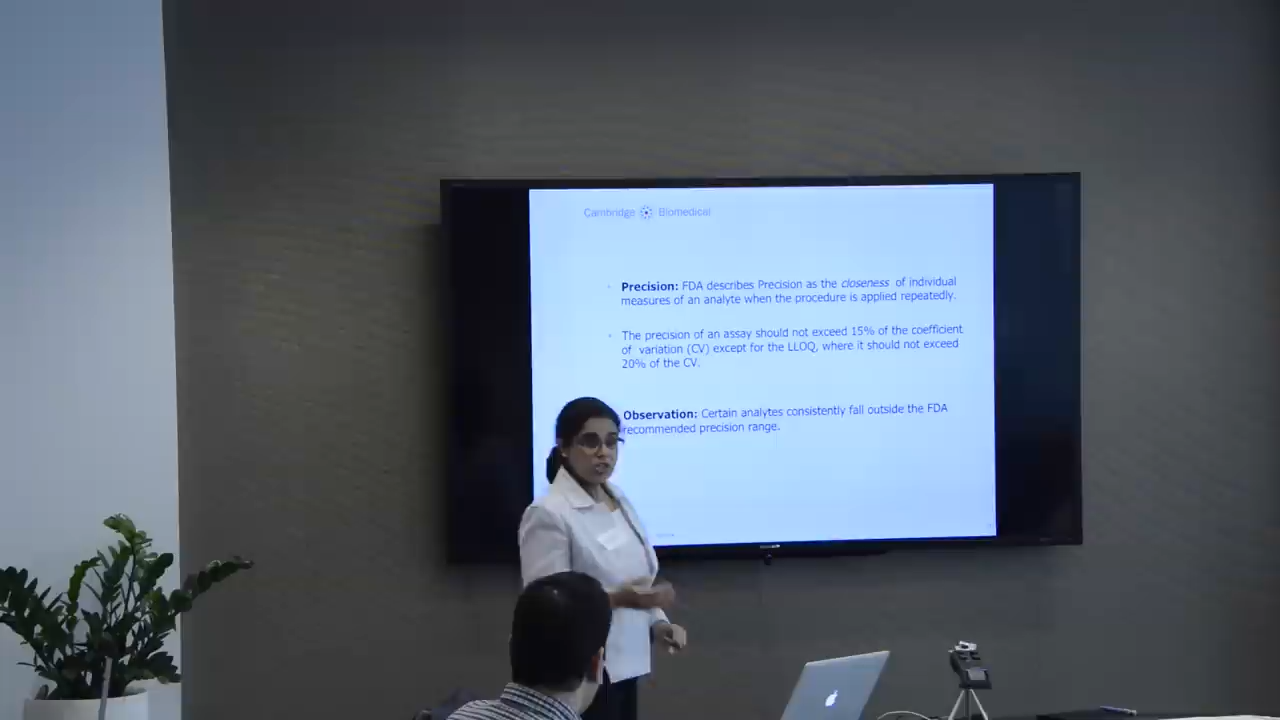 Cambridge Biomedical
Precision: FDA describes Precision as the closeness of individual
measures of an analyte when the procedure is applied repeatedly.
The precision of an assay should not exceed 15% of the coefficient
of variation (CV) except for the LLOQ, where it should not exceed
20% of the CV.
Observation: Certain analytes consistently fall outside the FDA
recommended precision range.